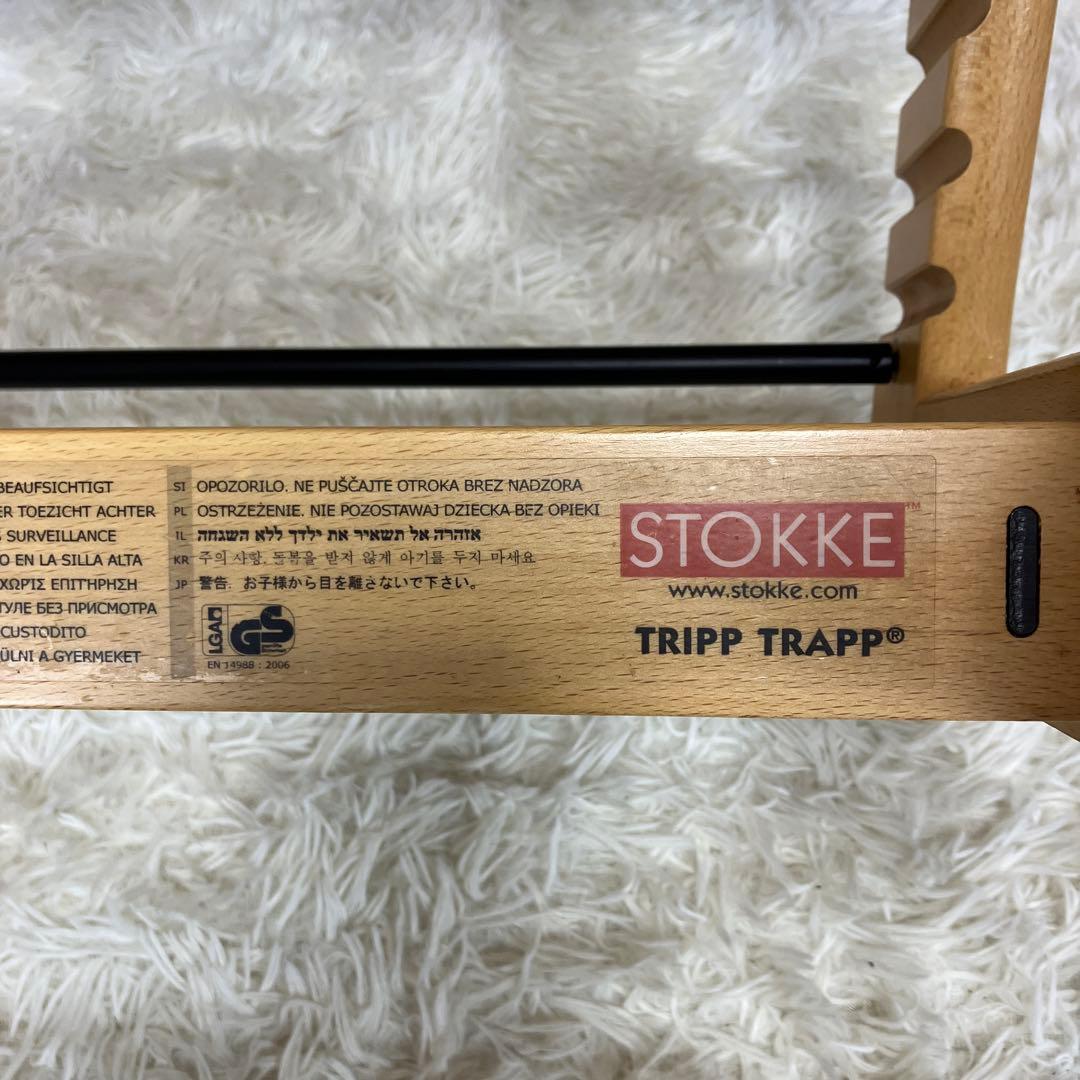 BEAUFSICHTIGT
ER TOEZICHT ACHTER
S SURVEILLANCE
O EN LA SILLA ALTA
ΧΩΡΙΣ ΕΠΙΤΗΡΗΣΗ
ТУЛЕ БЕЗ ПРИСМОТРА
CUSTODITO
ÜLNI A GYERMEKET
SI OPOZORILO. NE PUŠČAJTE OTROKA BREZ NADZORA
PL OSTRZEŻENIE. NIE POZOSTAWAJ DZIECKA BEZ OPIEKI
IL אזהרה אל תשאיר את ילדך ללא השגחה
KR 주의 사항, 돌봄을 받지 않게 아기를 두지 마세요
JP 警告. お子様から目を離さないで下さい。
LGA GS
EN 14988 : 2006
STOKKE™
www.stokke.com
TRIPP TRAPP®